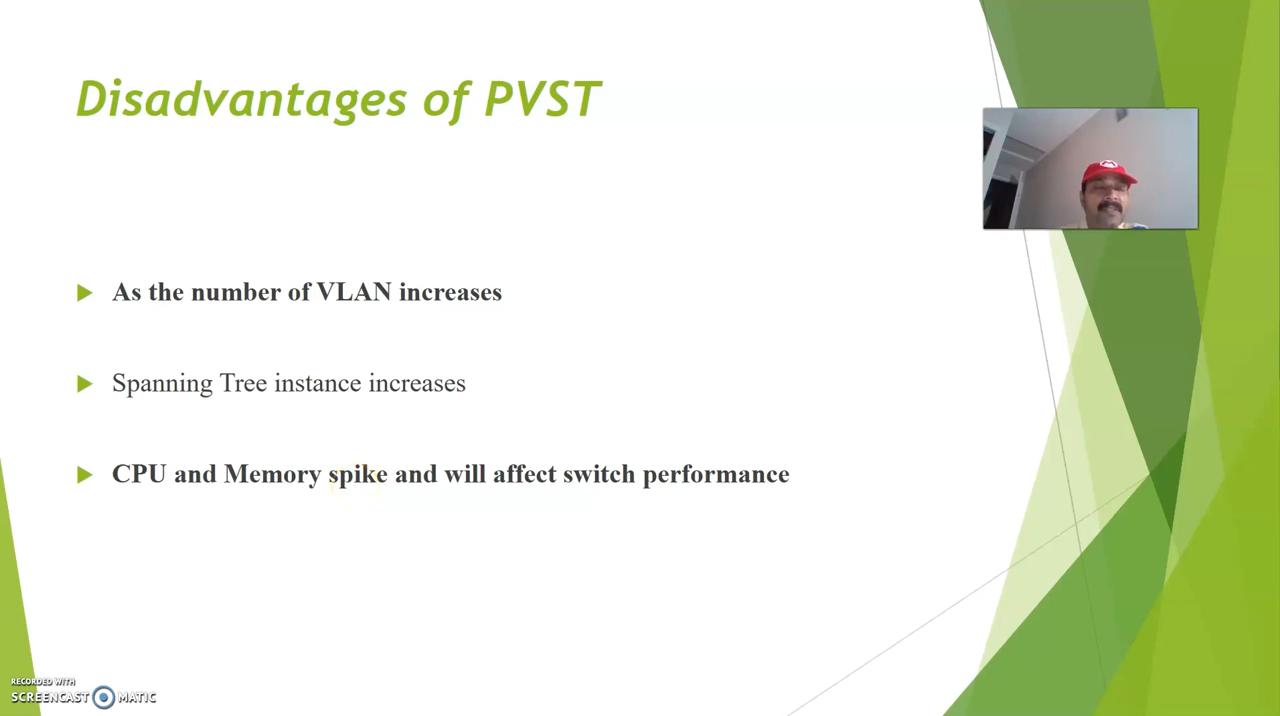 Disadvantages of PVST
As the number of VLAN increases
Spanning Tree instance increases
CPU and Memory spike and will affect switch performance
RECORDED WITH
SCREENCAST MATIC